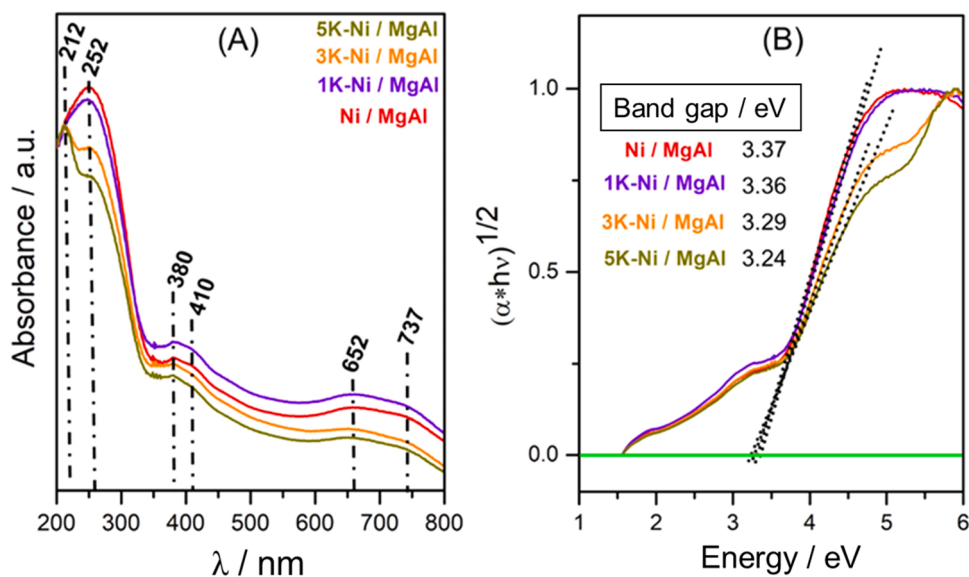 (A)
5K-Ni / MgAl
3K-Ni / MgAl
1K-Ni / MgAl
Ni / MgAl
212
252
380
410
652
737
Absorbance / a.u.
200 300 400 500 600 700 800
λ / nm
(B)
Band gap / eV
Ni / MgAl 3.37
1K-Ni / MgAl 3.36
3K-Ni / MgAl 3.29
5K-Ni / MgAl 3.24
(α*hν)1/2
1.0
0.5
0.0
1 2 3 4 5 6
Energy / eV